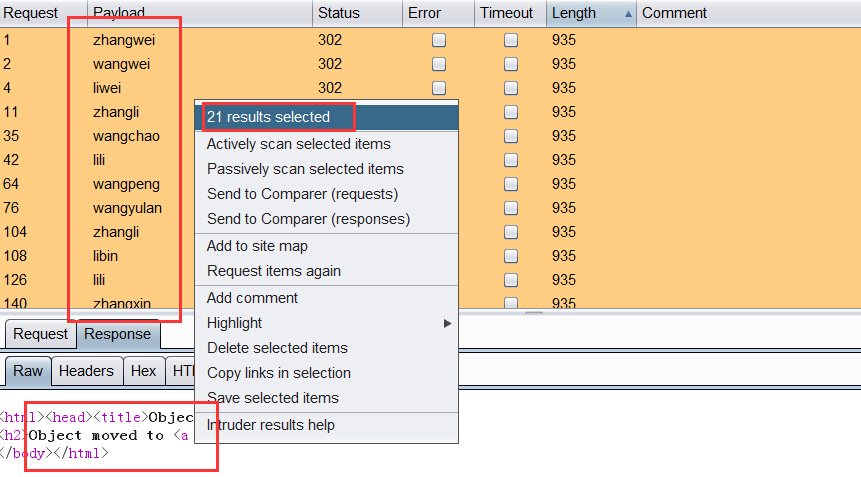 Request Payload Status Error Timeout Length Comment
1 zhangwei 302 935
2 wangwei 302 935
4 liwei 302 935
11 zhangli 935
35 wangchao 935
42 lili 935
64 wangpeng 935
76 wangyulan 935
104 zhangli 935
108 libin 935
126 lili 935
140 zhangxin 935
21 results selected
Actively scan selected items
Passively scan selected items
Send to Comparer (requests)
Send to Comparer (responses)
Add to site map
Request items again
Add comment
Highlight
Delete selected items
Copy links in selection
Save selected items
Intruder results help
Request Response
Raw Headers Hex HT
<html><head><title>Objec
<h2>Object moved to <a
</body></html>